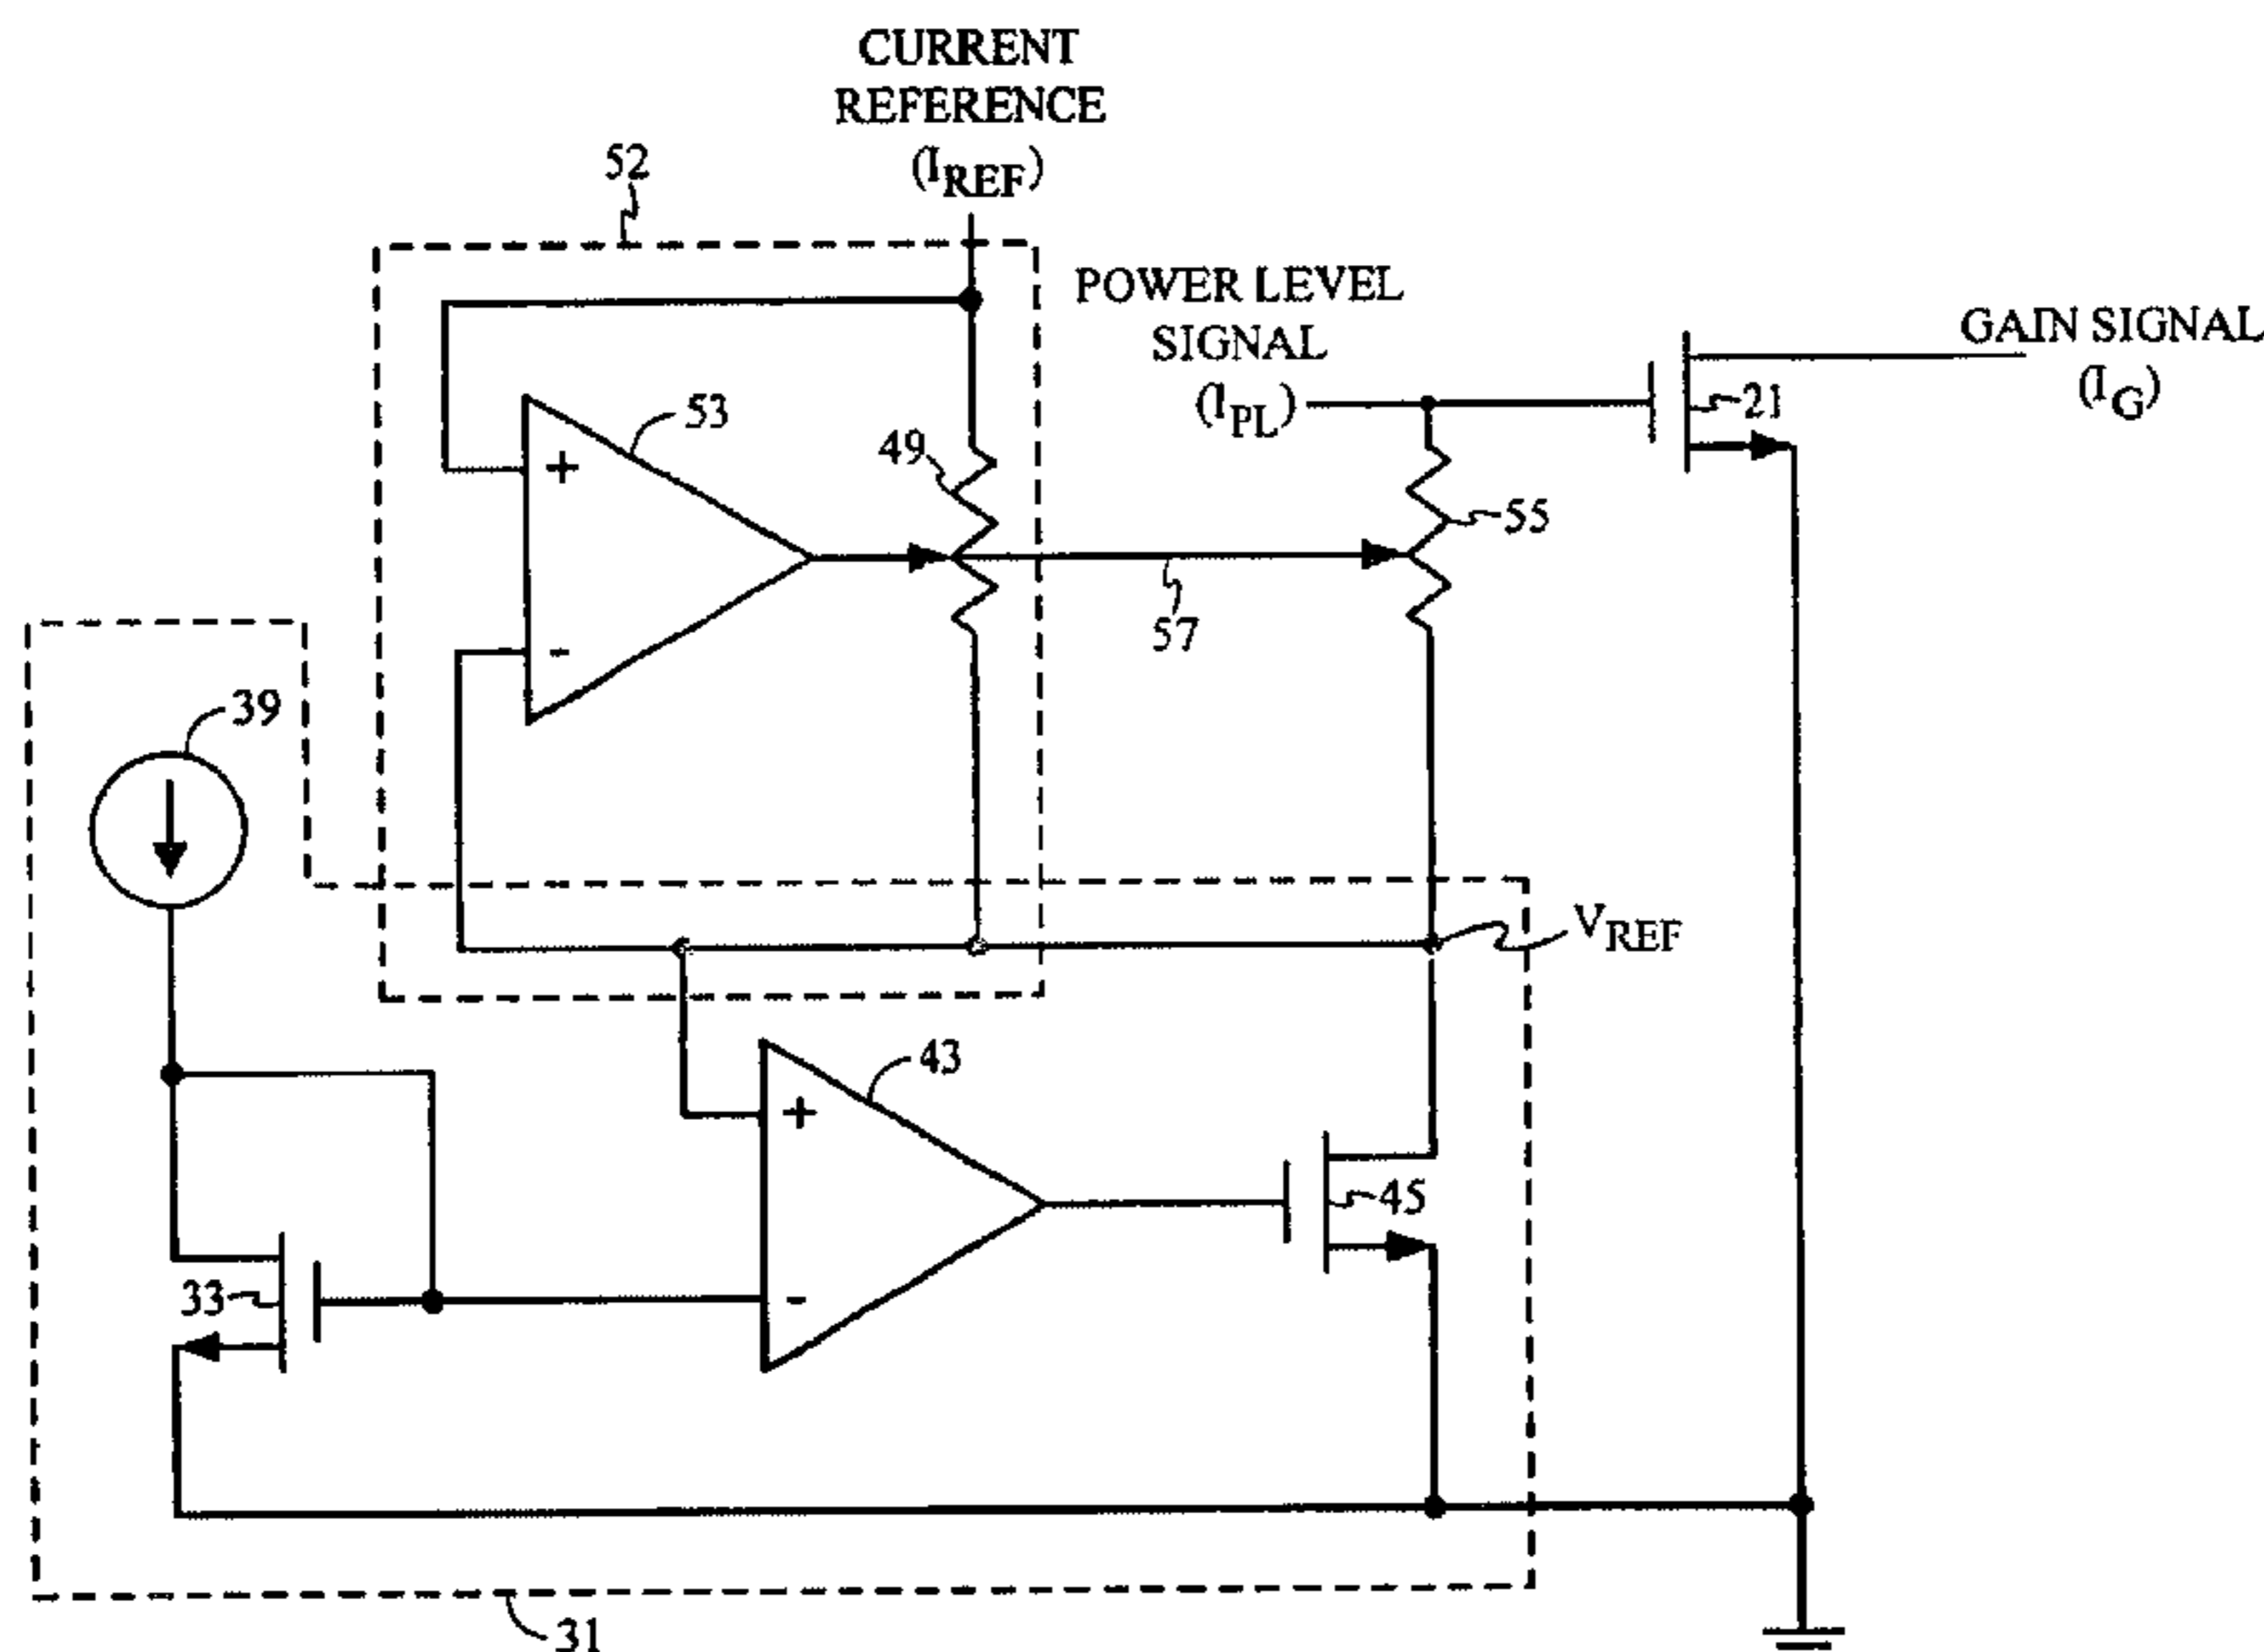 CURRENT
REFERENCE
(I_REF)
52
POWER LEVEL
SIGNAL
(I_PL)
GAIN SIGNAL
(I_G)
21
53
49
+
55
57
-
39
V_REF
43
+
45
33
-
31